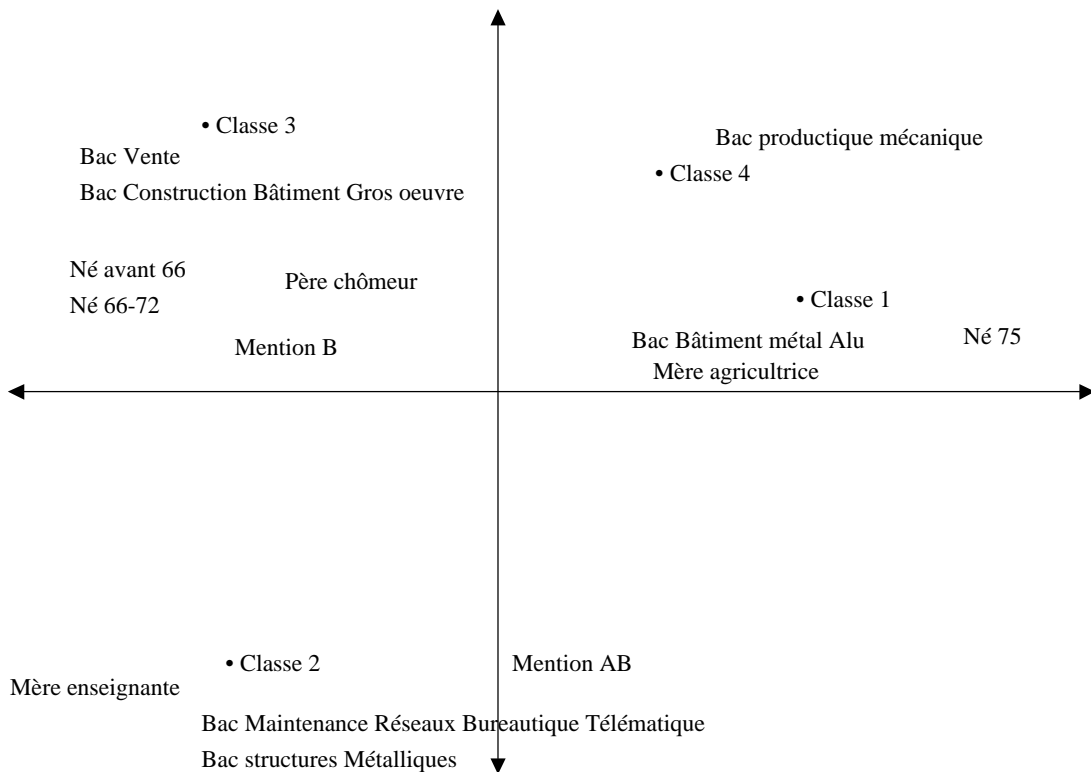 • Classe 3
Bac productique mécanique
Bac Vente
• Classe 4
Bac Construction Bâtiment Gros oeuvre
Né avant 66
Père chômeur
Né 66-72
• Classe 1
Mention B
Bac Bâtiment métal Alu
Né 75
Mère agricultrice
• Classe 2
Mention AB
Mère enseignante
Bac Maintenance Réseaux Bureautique Télématique
Bac structures Métalliques